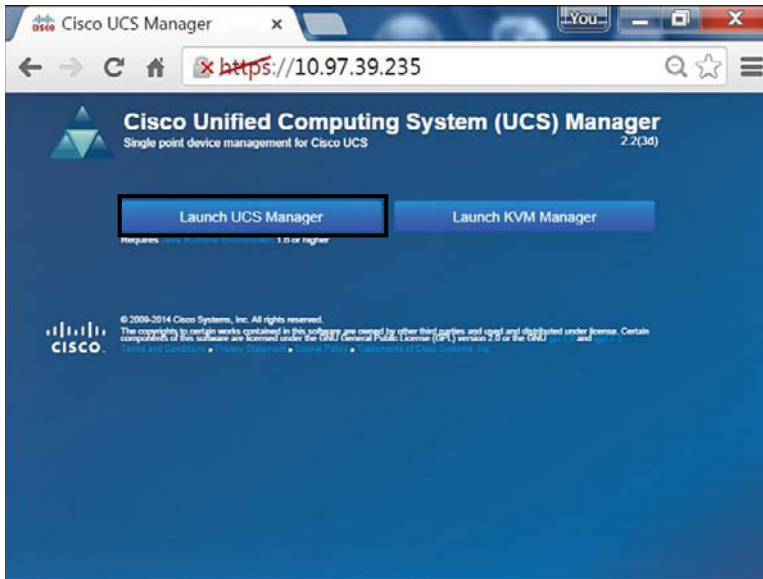 Cisco UCS Manager
You
https://10.97.39.235
Cisco Unified Computing System (UCS) Manager
Single point device management for Cisco UCS
2.2(3d)
Launch UCS Manager
Launch KVM Manager
Requires Java Runtime Environment 1.6 or higher
© 2009-2014 Cisco Systems, Inc. All rights reserved.
The copyrights to certain works contained in this software are owned by other third parties and used and distributed under license. Certain
components of this software are licensed under the GNU General Public License (GPL) version 2.0 or the GNU and
Terms and Conditions • Privacy Statement • Cookie Policy • Trademarks of Cisco Systems, Inc.
CISCO.